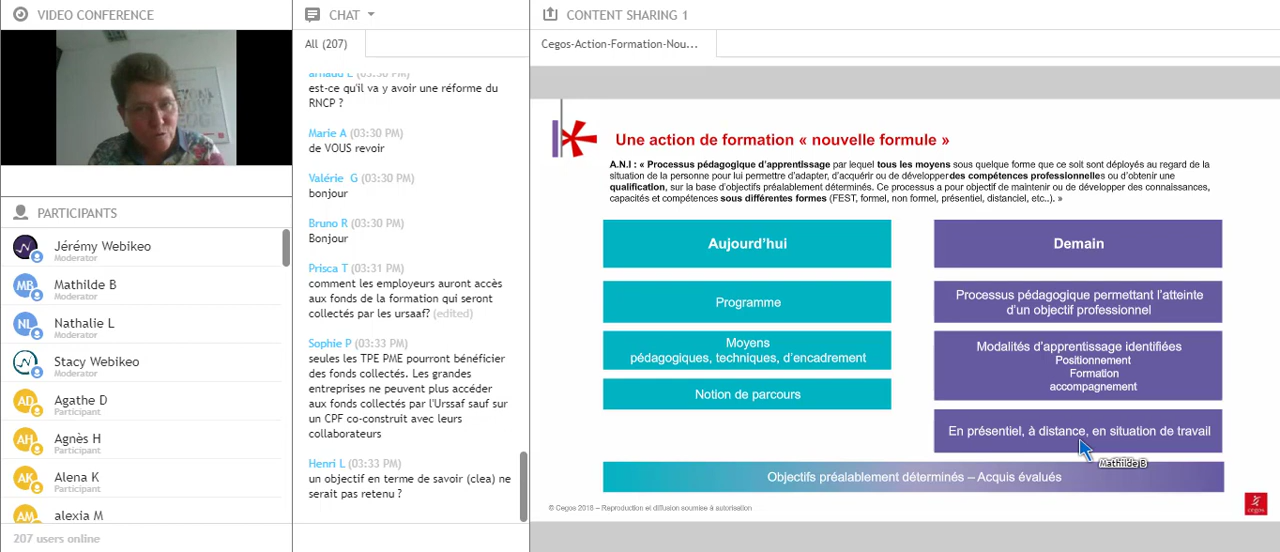 VIDEO CONFERENCE
PARTICIPANTS
Jérémy Webikeo
Moderator
MB
Mathilde B
Moderator
NL
Nathalie L
Moderator
Stacy Webikeo
Moderator
AD
Agathe D
Participant
AH
Agnès H
Participant
AK
Alena K
Participant
AM
alexia M
Participant
207 users online
CHAT
All (207)
arnaud L (03:30 PM)
est-ce qu'il va y avoir une réforme du
RNCP ?
Marie A (03:30 PM)
de VOUS revoir
Valérie G (03:30 PM)
bonjour
Bruno R (03:30 PM)
Bonjour
Prisca T (03:31 PM)
comment les employeurs auront accès
aux fonds de la formation qui seront
collectés par les ursaaf? (edited)
Sophie P (03:33 PM)
seules les TPE PME pourront bénéficier
des fonds collectés. Les grandes
entreprises ne peuvent plus accéder
aux fonds collectés par l'Urssaf sauf sur
un CPF co-construit avec leurs
collaborateurs
Henri L (03:33 PM)
un objectif en terme de savoir (clea) ne
serait pas retenu ?
CONTENT SHARING 1
Cegos-Action-Formation-Nou...
Une action de formation « nouvelle formule »
A.N.I : « Processus pédagogique d'apprentissage par lequel tous les moyens sous quelque forme que ce soit sont déployés au regard de la
situation de la personne pour lui permettre d'adapter, d'acquérir ou de développer des compétences professionnelles ou d'obtenir une
qualification, sur la base d'objectifs préalablement déterminés. Ce processus a pour objectif de maintenir ou de développer des connaissances,
capacités et compétences sous différentes formes (FEST, formel, non formel, présentiel, distanciel, etc..). »
Aujourd'hui
Programme
Moyens
pédagogiques, techniques, d'encadrement
Notion de parcours
Demain
Processus pédagogique permettant l'atteinte
d'un objectif professionnel
Modalités d'apprentissage identifiées
Positionnement
Formation
accompagnement
En présentiel, à distance, en situation de travail
Mathilde B
Objectifs préalablement déterminés – Acquis évalués
© Cegos 2018 – Reproduction et diffusion soumise à autorisation
cegos